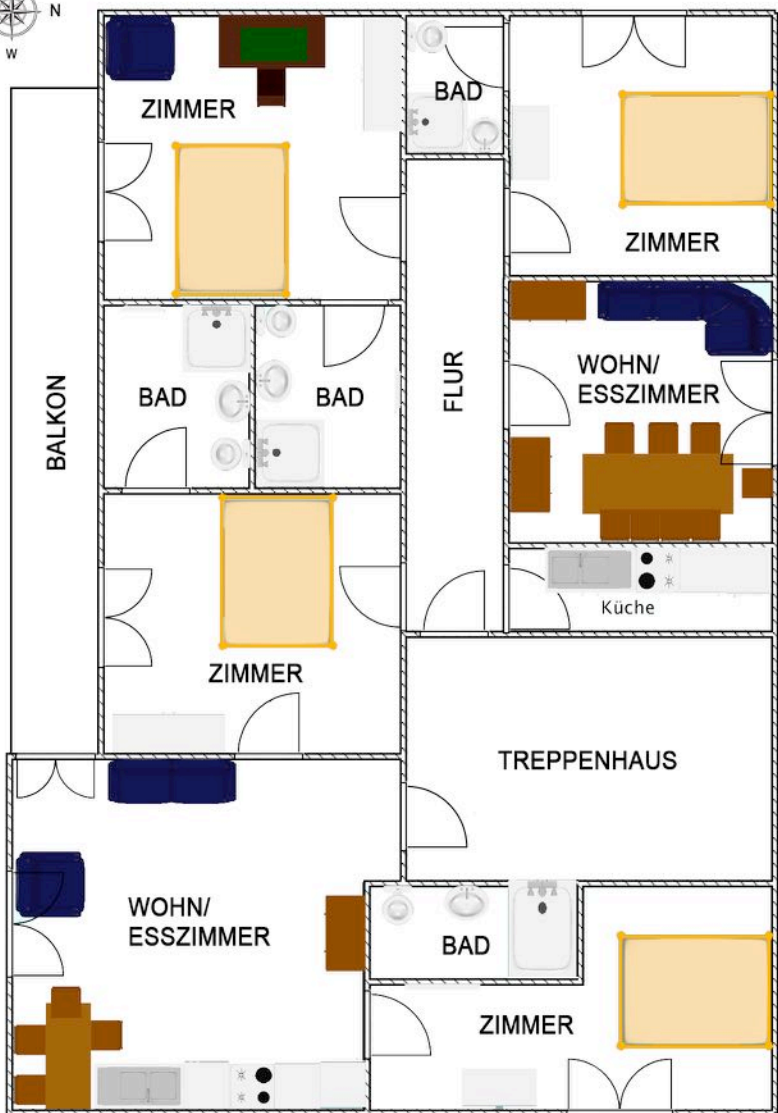 N
W
ZIMMER
BAD
ZIMMER
BALKON
BAD
BAD
FLUR
WOHN/
ESSZIMMER
Küche
ZIMMER
TREPPENHAUS
WOHN/
ESSZIMMER
BAD
ZIMMER